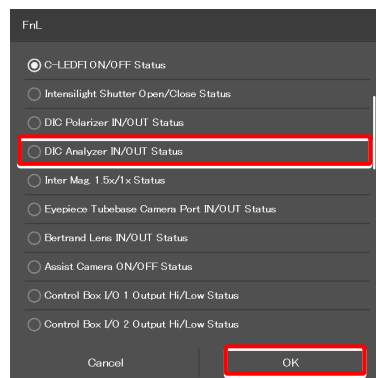 FnL
C-LEDFI ON/OFF Status
Intensilight Shutter Open/Close Status
DIC Polarizer IN/OUT Status
DIC Analyzer IN/OUT Status
Inter Mag. 1.5x/1x Status
Eyepiece Tubebase Camera Port IN/OUT Status
Bertrand Lens IN/OUT Status
Assist Camera ON/OFF Status
Control Box I/O 1 Output Hi/Low Status
Control Box I/O 2 Output Hi/Low Status
Cancel OK